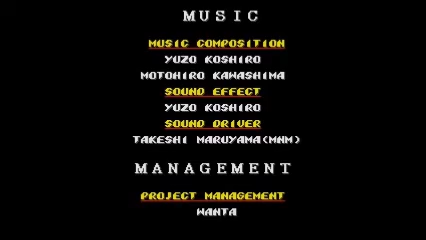 MUSIC
MUSIC COMPOSITION
YUZO KOSHIRO
MOTOHIRO KAWASHIMA
SOUND EFFECT
YUZO KOSHIRO
SOUND DRIVER
TAKESHI MARUYAMA(MNM)
MANAGEMENT
PROJECT MANAGEMENT
WANTA